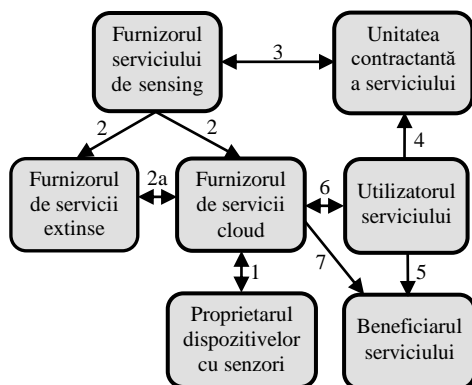 Furnizorul
serviciului
de sensing
3
Unitatea
contractantă
a serviciului
2
2
4
Furnizorul
de servicii
extinse
2a
Furnizorul
de servicii
cloud
6
Utilizatorul
serviciului
1
7
5
Proprietarul
dispozitivelor
cu senzori
Beneficiarul
serviciului